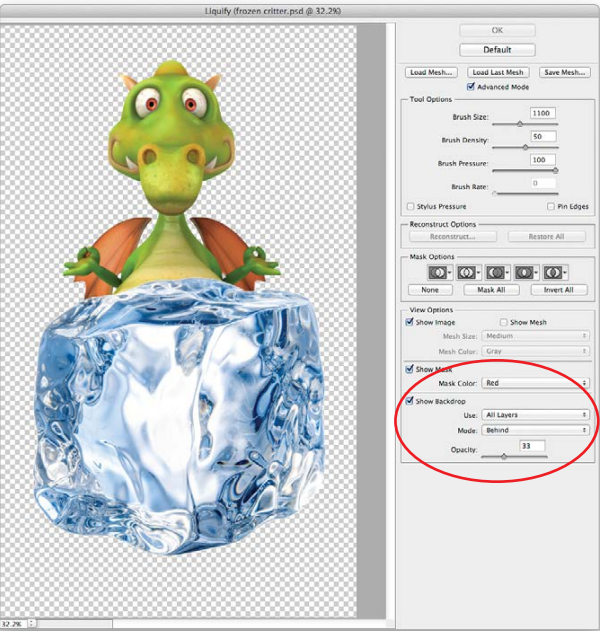 Liquify (frozen critter.psd @ 32.2%)
OK
Default
Load Mesh... Load Last Mesh Save Mesh...
Advanced Mode
Tool Options
Brush Size: 1100
Brush Density: 50
Brush Pressure: 100
Brush Rate: 0
Stylus Pressure Pin Edges
Reconstruct Options
Reconstruct... Restore All
Mask Options
None Mask All Invert All
View Options
Show Image Show Mesh
Mesh Size: Medium
Mesh Color: Gray
Show Mask
Mask Color: Red
Show Backdrop
Use: All Layers
Mode: Behind
Opacity: 33
32.2%